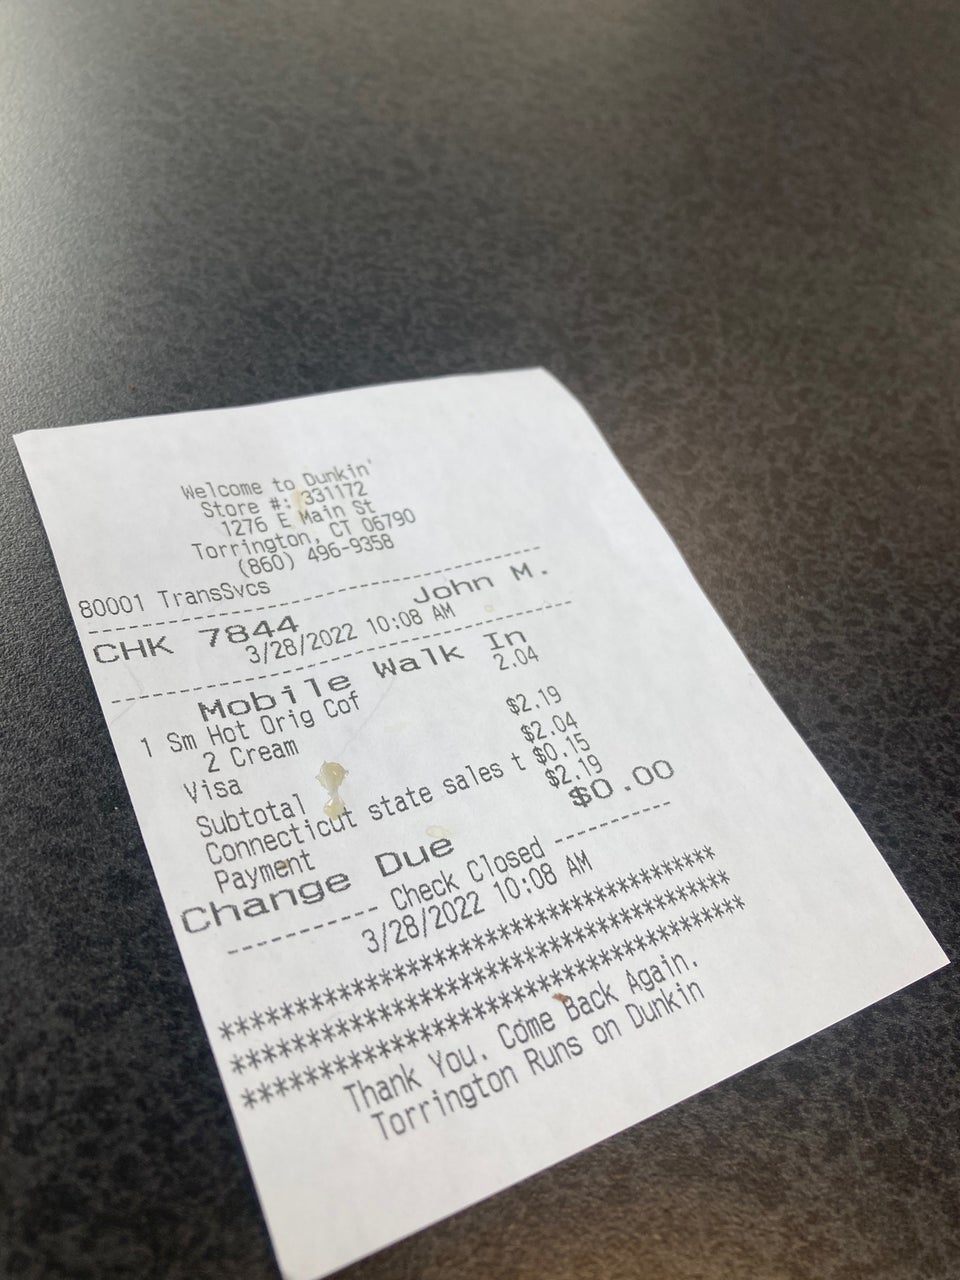 Welcome to Dunkin'
Store #: 331172
1276 E Main St
Torrington, CT 06790
(860) 496-9358
80001 TransSvcs
--------------------------------------
CHK 7844 John M.
3/28/2022 10:08 AM
--------------------------------------
Mobile Walk In
1 Sm Hot Orig Cof 2.04
2 Cream
Visa $2.19
Subtotal $2.04
Connecticut state sales t $0.15
Payment $2.19
Change Due $0.00
------------ Check Closed ----------
3/28/2022 10:08 AM
***************************************
***************************************
***************************************
Thank You. Come Back Again.
Torrington Runs on Dunkin